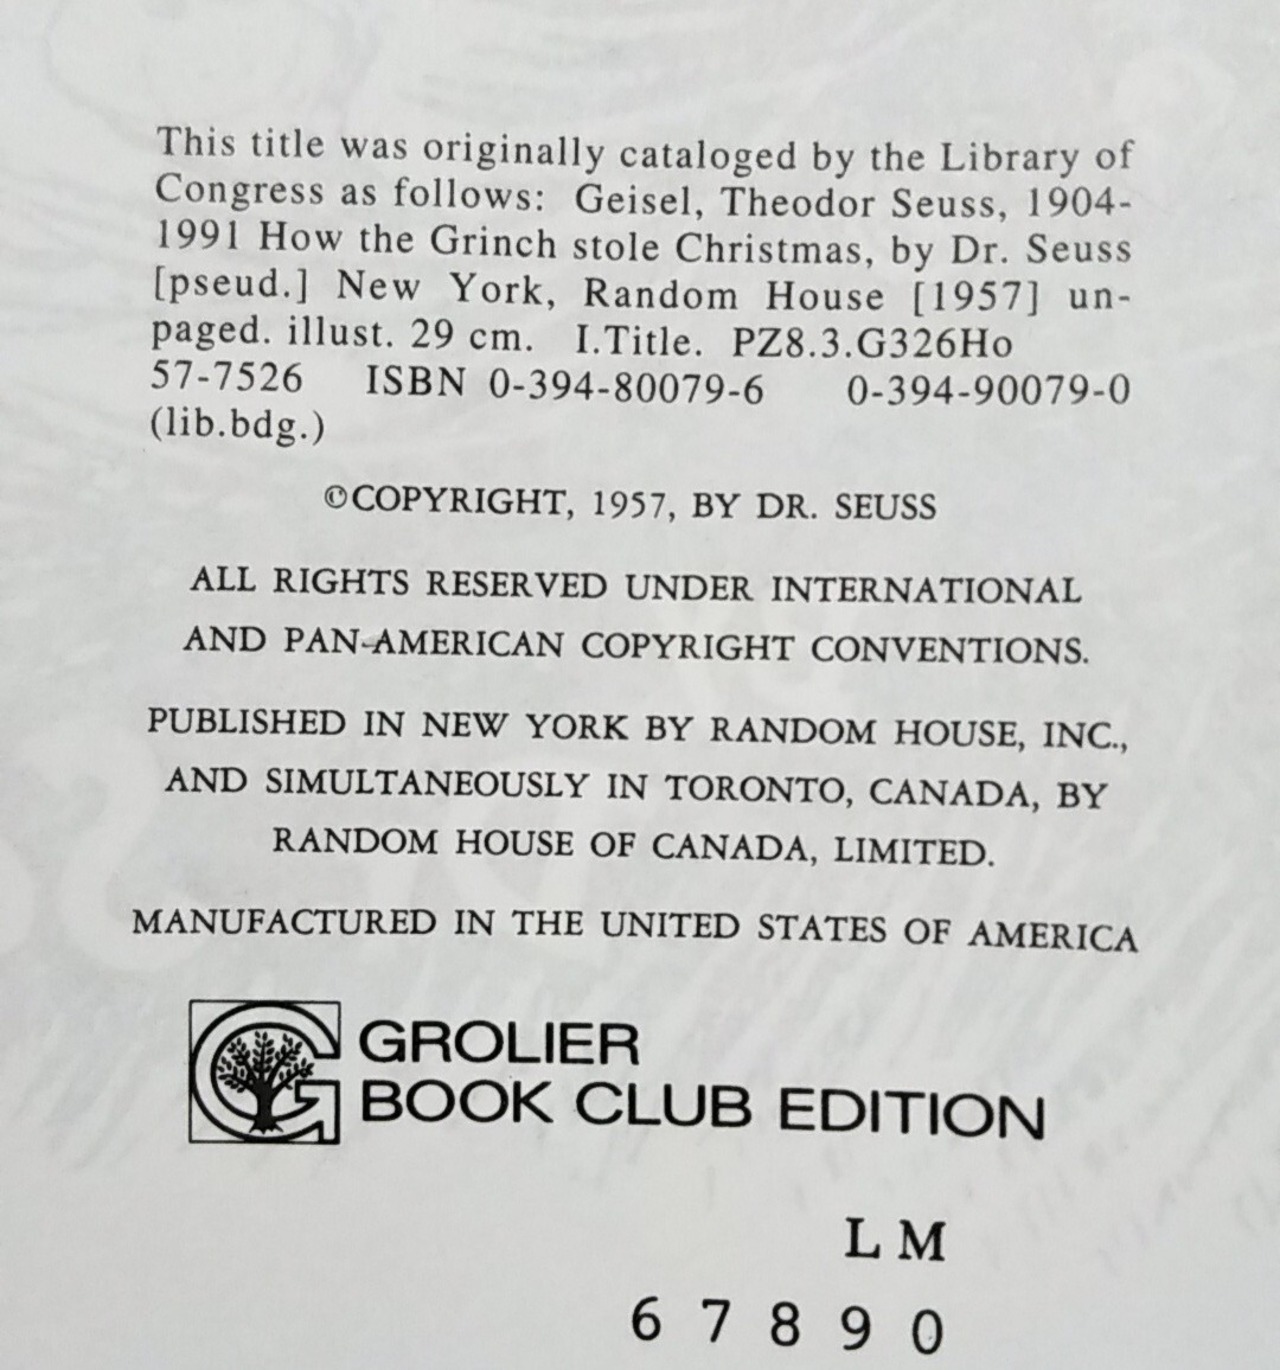 This title was originally cataloged by the Library of
Congress as follows: Geisel, Theodor Seuss, 1904-
1991 How the Grinch stole Christmas, by Dr. Seuss
[pseud.] New York, Random House [1957] un-
paged. illust. 29 cm. I.Title. PZ8.3.G326Ho
57-7526 ISBN 0-394-80079-6 0-394-90079-0
(lib.bdg.)
©COPYRIGHT, 1957, BY DR. SEUSS
ALL RIGHTS RESERVED UNDER INTERNATIONAL
AND PAN-AMERICAN COPYRIGHT CONVENTIONS.
PUBLISHED IN NEW YORK BY RANDOM HOUSE, INC.,
AND SIMULTANEOUSLY IN TORONTO, CANADA, BY
RANDOM HOUSE OF CANADA, LIMITED.
MANUFACTURED IN THE UNITED STATES OF AMERICA
G GROLIER
BOOK CLUB EDITION
L M
6 7 8 9 0